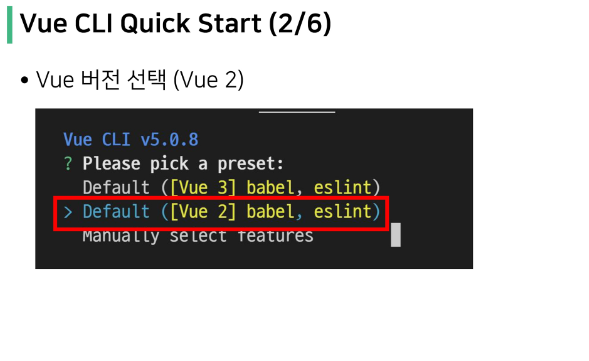 Vue CLI Quick Start (2/6)
• Vue 버전 선택 (Vue 2)
Vue CLI v5.0.8
? Please pick a preset:
Default ([Vue 3] babel, eslint)
> Default ([Vue 2] babel, eslint)
Manually select features